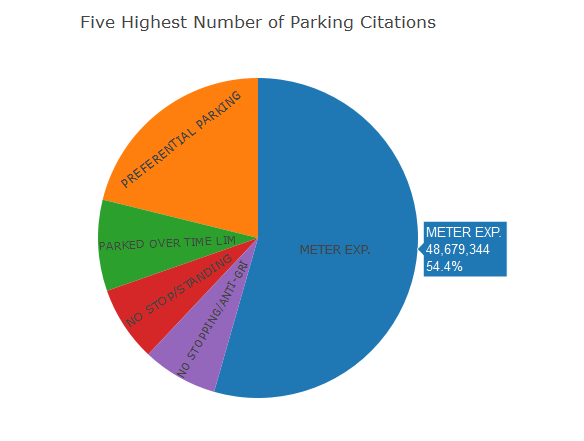 Five Highest Number of Parking Citations
PREFERENTIAL PARKING
PARKED OVER TIME LIM
NO STOP/STANDING
NO STOPPING/ANTI-GRI
METER EXP.
METER EXP.
48,679,344
54.4%